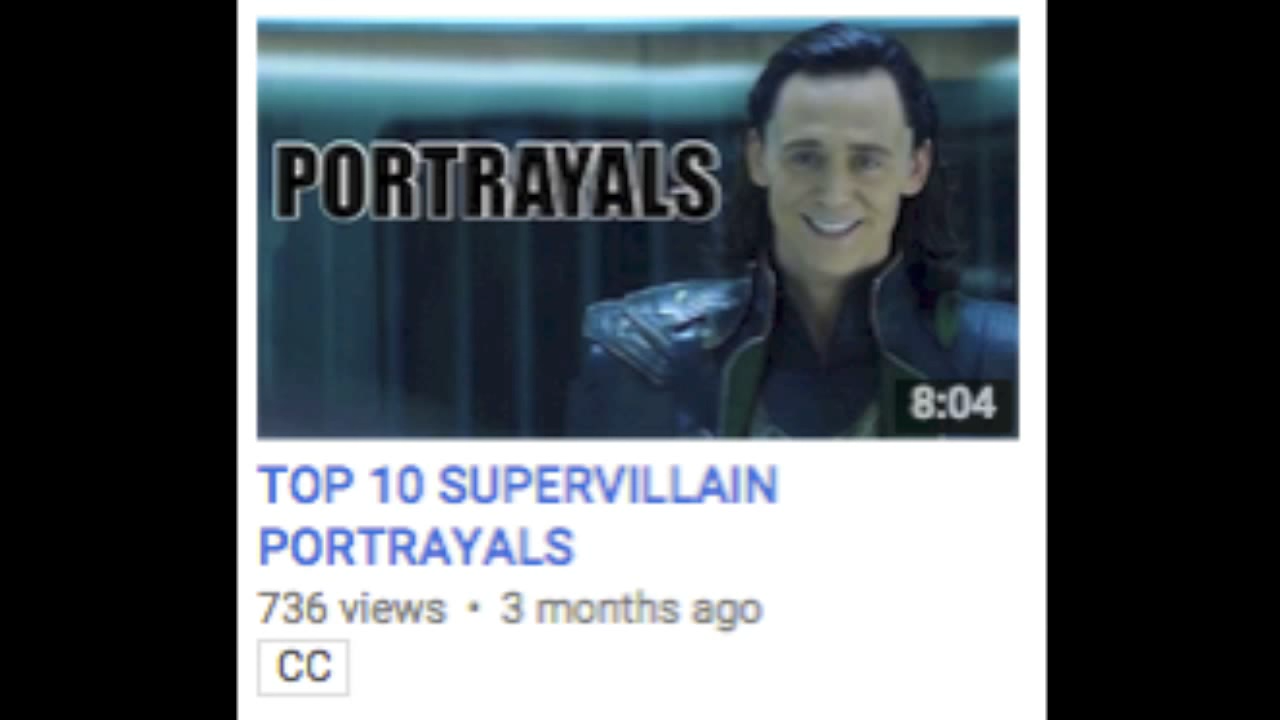 PORTRAYALS
8:04
TOP 10 SUPERVILLAIN
PORTRAYALS
736 views • 3 months ago
CC